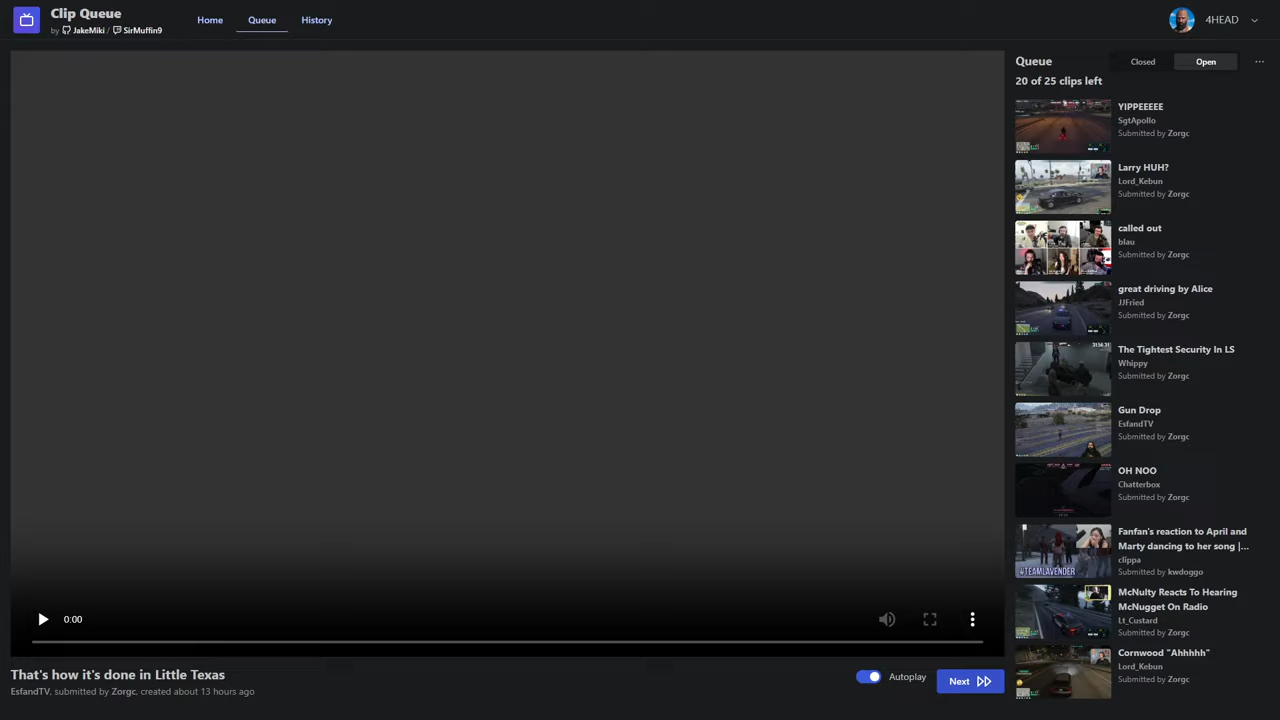 Clip Queue
by JakeMiki / SirMuffin9
Home
Queue
History
4HEAD
Queue
Closed
Open
20 of 25 clips left
YIPPEEEEE
SgtApollo
Submitted by Zorgc
Larry HUH?
Lord_Kebun
Submitted by Zorgc
called out
blau
Submitted by Zorgc
great driving by Alice
JJFried
Submitted by Zorgc
The Tightest Security In LS
Whippy
Submitted by Zorgc
Gun Drop
EsfandTV
Submitted by Zorgc
OH NOO
Chatterbox
Submitted by Zorgc
#TEAMLAVENDER
Fanfan's reaction to April and
Marty dancing to her song |...
clippa
Submitted by kwdoggo
McNulty Reacts To Hearing
McNugget On Radio
Lt_Custard
Submitted by Zorgc
Cornwood "Ahhhhh"
Lord_Kebun
Submitted by Zorgc
0:00
That's how it's done in Little Texas
EsfandTV, submitted by Zorgc, created about 13 hours ago
Autoplay
Next